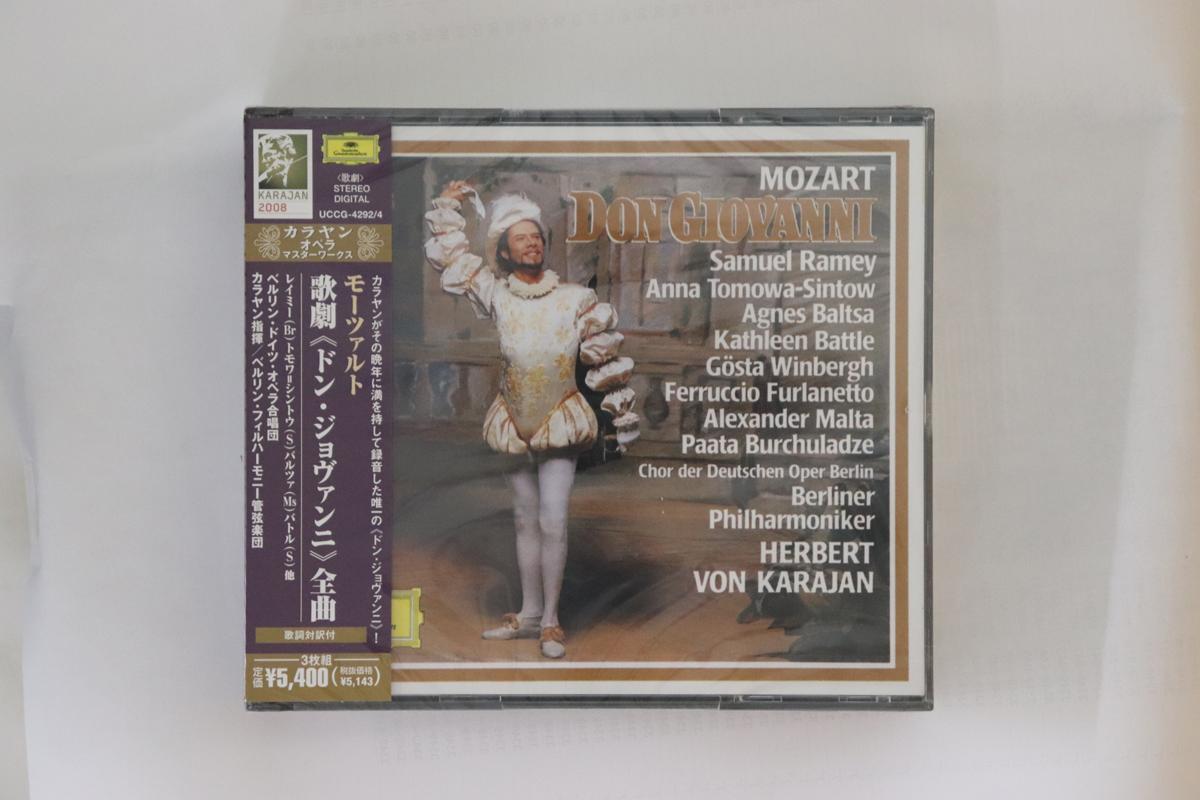 KARAJAN
2008
Deutsche
Grammophon
〈歌劇〉
STEREO
DIGITAL
UCCG-4292/4
カラヤン
オペラ
マスターワークス
カラヤンがその晩年に満を持して録音した唯一の《ドン・ジョヴァンニ》!
モーツァルト
歌劇《ドン・ジョヴァンニ》全曲
レイミー(Br)トモワ=シントウ(S)バルツァ(Ms)バトル(S)他
ベルリン・ドイツ・オペラ合唱団
カラヤン指揮/ベルリン・フィルハーモニー管弦楽団
歌詞対訳付
3枚組
定価¥5,400(税抜価格 ¥5,143)
MOZART
DON GIOVANNI
Samuel Ramey
Anna Tomowa-Sintow
Agnes Baltsa
Kathleen Battle
Gösta Winbergh
Ferruccio Furlanetto
Alexander Malta
Paata Burchuladze
Chor der Deutschen Oper Berlin
Berliner
Philharmoniker
HERBERT
VON KARAJAN